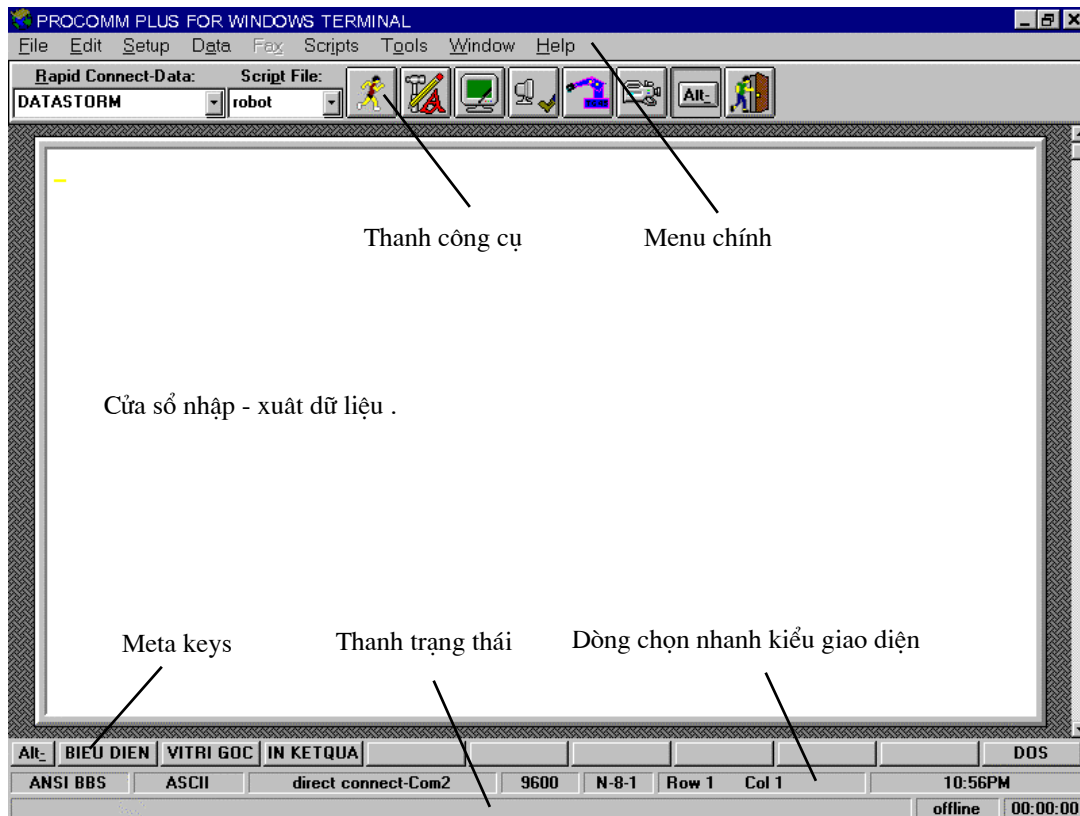 PROCOMM PLUS FOR WINDOWS TERMINAL
File Edit Setup Data Fax Scripts Tools Window Help
Rapid Connect-Data: Script File:
DATASTORM robot Alt-
Thanh công cụ Menu chính
Cửa sổ nhập - xuât dữ liệu .
Meta keys Thanh trạng thái Dòng chọn nhanh kiểu giao diện
Alt- BIEU DIEN VITRI GOC IN KETQUA DOS
ANSI BBS ASCII direct connect-Com2 9600 N-8-1 Row 1 Col 1 10:56PM
offline 00:00:00